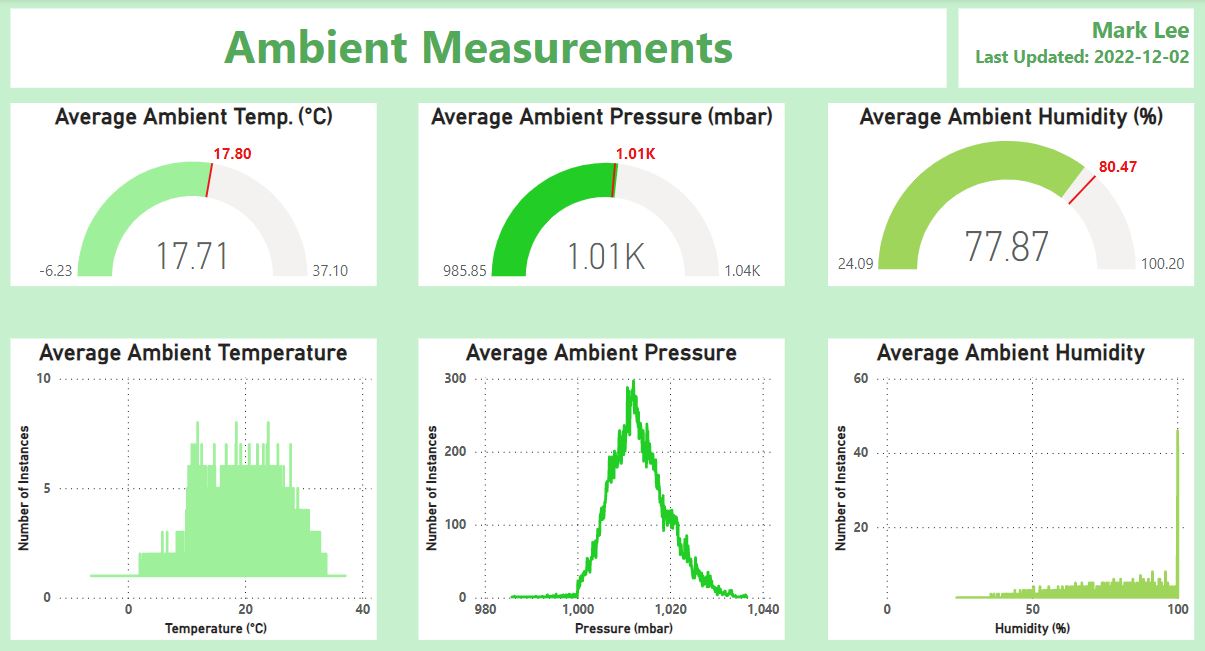 Ambient Measurements
Mark Lee
Last Updated: 2022-12-02
Average Ambient Temp. (°C)
17.80
17.71
-6.23
37.10
Average Ambient Pressure (mbar)
1.01K
1.01K
985.85
1.04K
Average Ambient Humidity (%)
80.47
77.87
24.09
100.20
Average Ambient Temperature
Number of Instances
10
5
0
0
20
40
Temperature (°C)
Average Ambient Pressure
Number of Instances
300
200
100
0
980
1,000
1,020
1,040
Pressure (mbar)
Average Ambient Humidity
Number of Instances
60
40
20
0
50
100
Humidity (%)